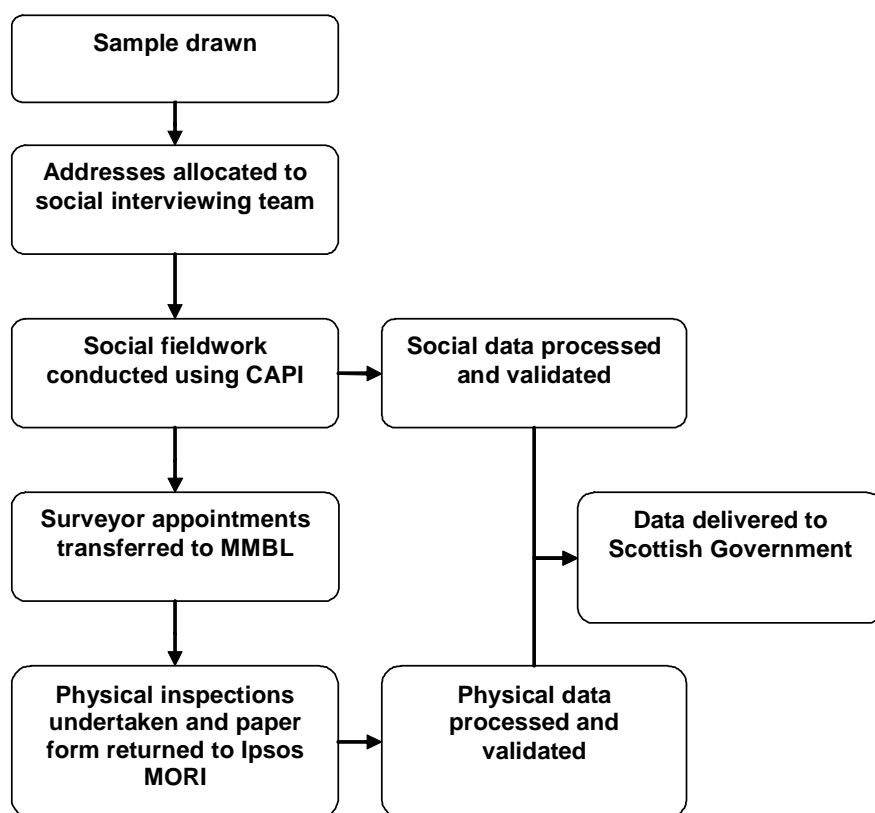 Sample drawn
Addresses allocated to
social interviewing team
Social fieldwork
conducted using CAPI
Social data processed
and validated
Surveyor appointments
transferred to MMBL
Data delivered to
Scottish Government
Physical inspections
undertaken and paper
form returned to Ipsos
MORI
Physical data
processed and
validated